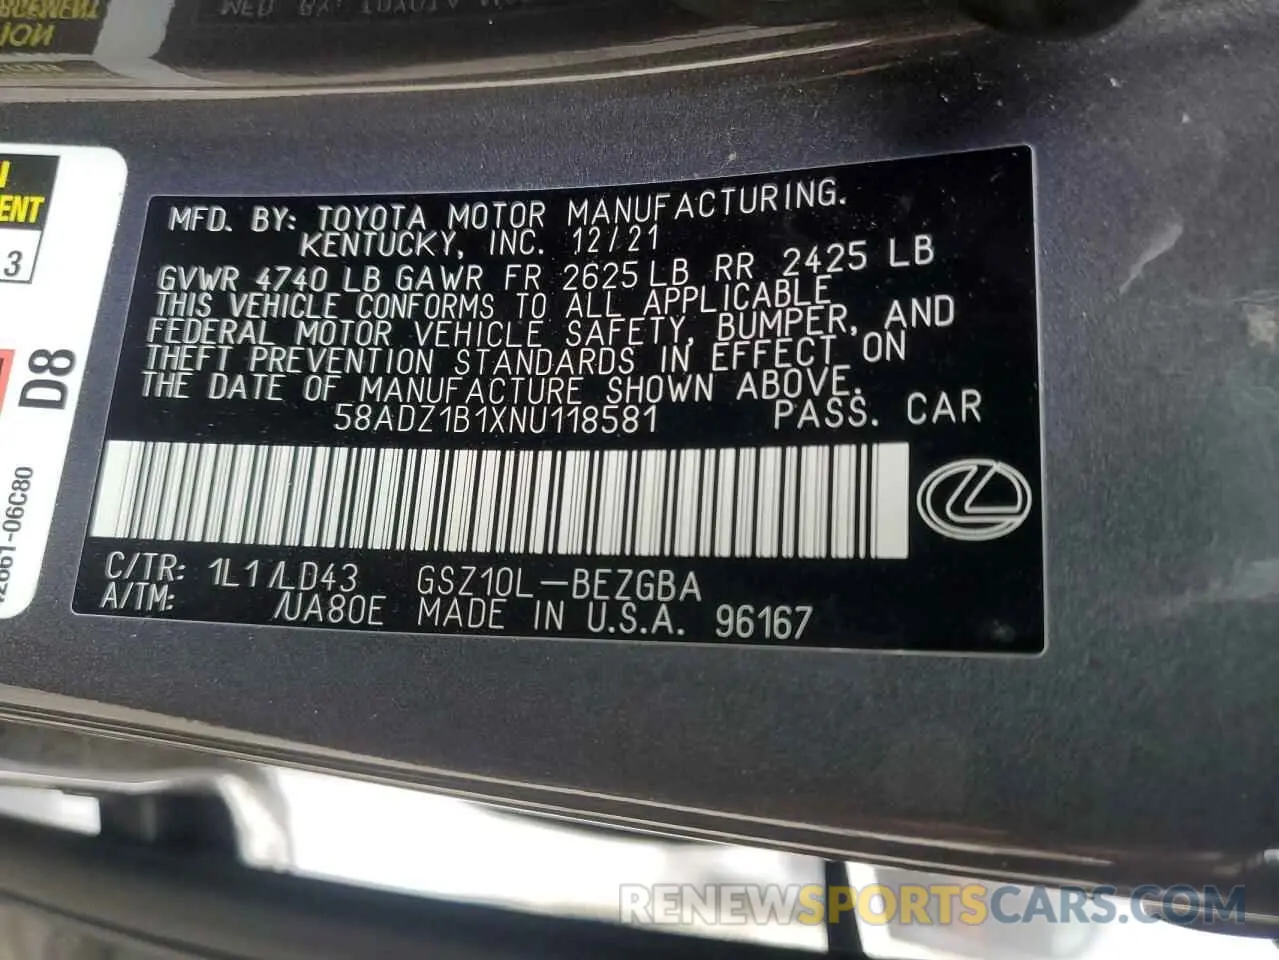 MFD. BY: TOYOTA MOTOR MANUFACTURING.
KENTUCKY, INC. 12/21
GVWR 4740 LB GAWR FR 2625 LB RR 2425 LB
THIS VEHICLE CONFORMS TO ALL APPLICABLE
FEDERAL MOTOR VEHICLE SAFETY, BUMPER, AND
THEFT PREVENTION STANDARDS IN EFFECT ON
THE DATE OF MANUFACTURE SHOWN ABOVE.
58ADZ1B1XNU118581 PASS. CAR
C/TR: 1L1/LD43 GSZ10L-BEZGBA
A/TM: /UA80E MADE IN U.S.A. 96167
ENT
3
D8
-06C80
RENEWSPORTSCARS.COM